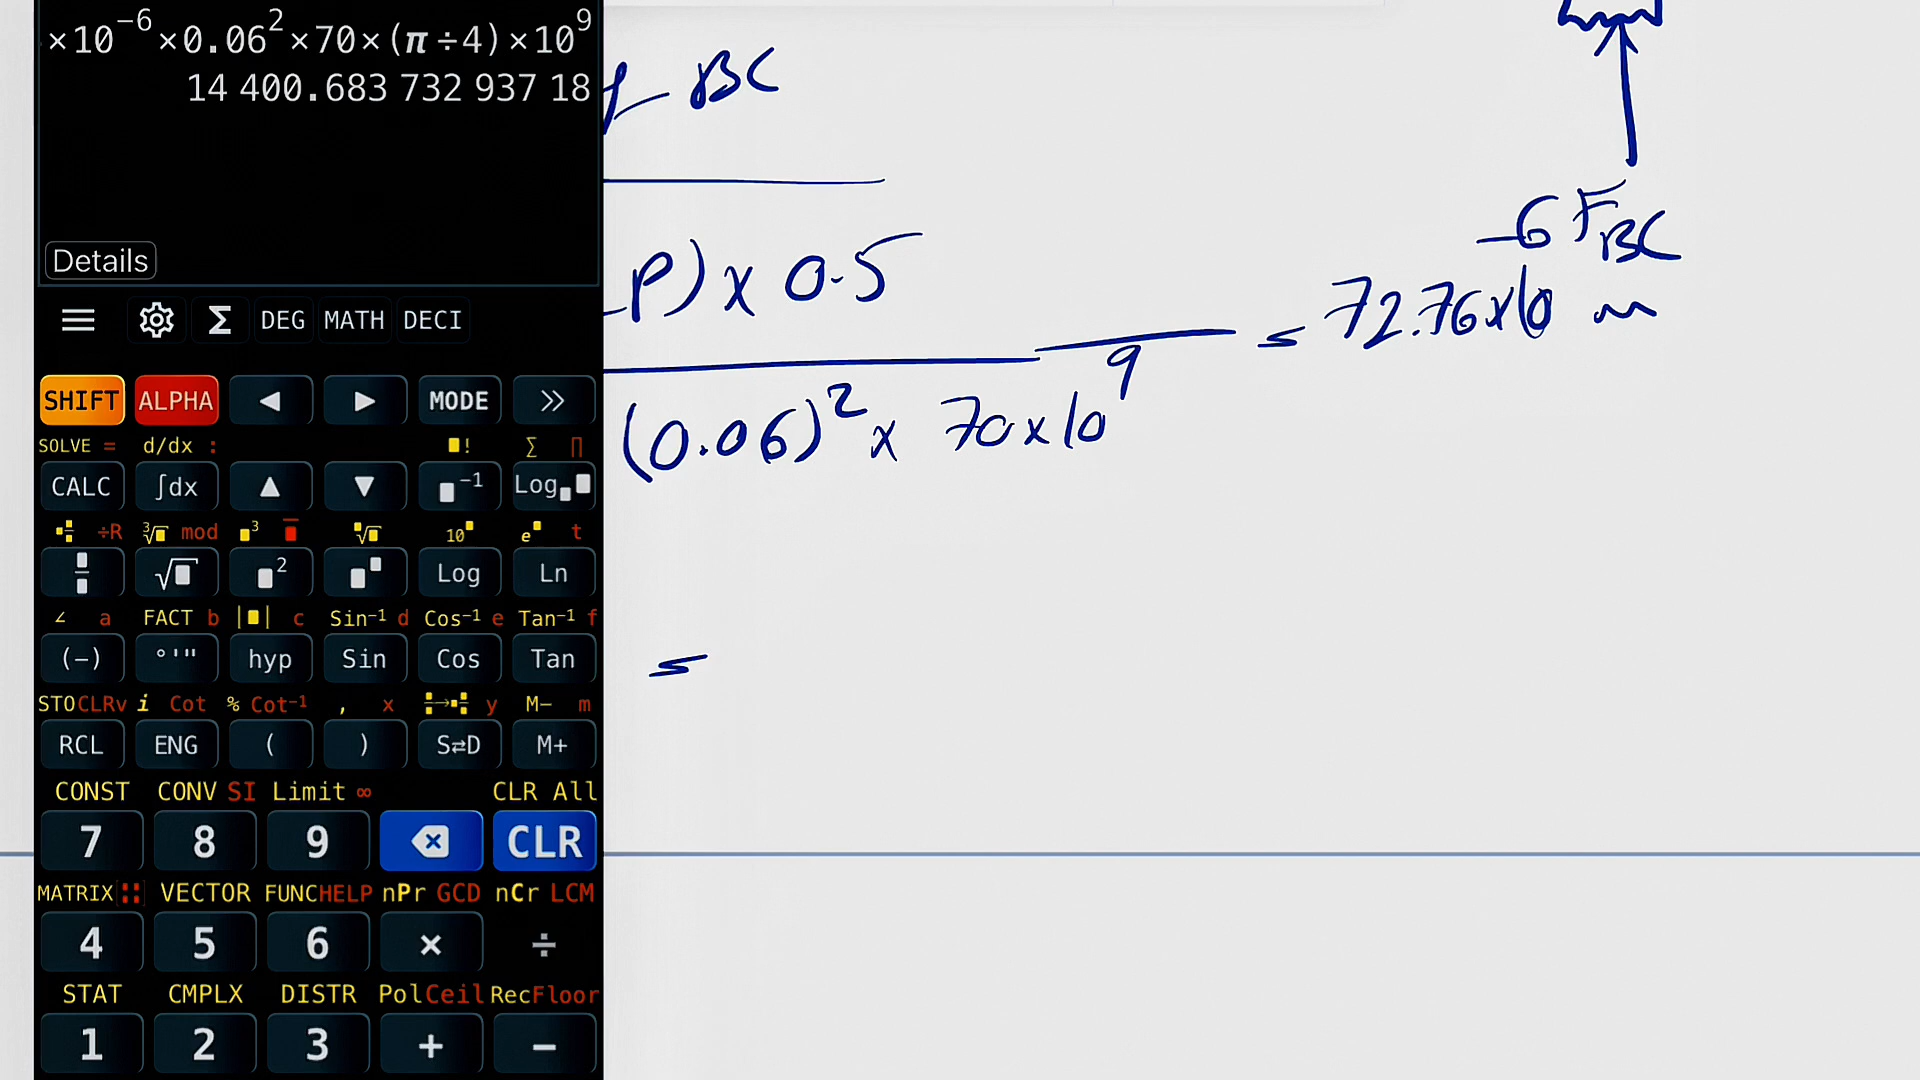 ×10⁻⁶×0.06²×70×(π÷4)×10⁹
14 400.683 732 937 18
Details
DEG MATH DECI
SHIFT ALPHA ◀ ▶ MODE >>
SOLVE = d/dx : ■! ∑ ∏
CALC ∫dx ▲ ▼ ■⁻¹ Log■■
÷R ∛■ mod ■³ 10■ e■ t
√■ ■² ■■ Log Ln
∠ a FACT b |■| c Sin⁻¹ d Cos⁻¹ e Tan⁻¹ f
(−) °'" hyp Sin Cos Tan
STO CLRv i Cot % Cot⁻¹ , x y M− m
RCL ENG ( ) S⇄D M+
CONST CONV SI Limit ∞ CLR All
7 8 9 CLR
MATRIX VECTOR FUNC HELP nPr GCD nCr LCM
4 5 6 × ÷
STAT CMPLX DISTR Pol Ceil Rec Floor
1 2 3 + −
BC
F_BC
P) x 0.5
= 72.76x10⁻⁶ m
(0.06)² x 70x10⁹
=